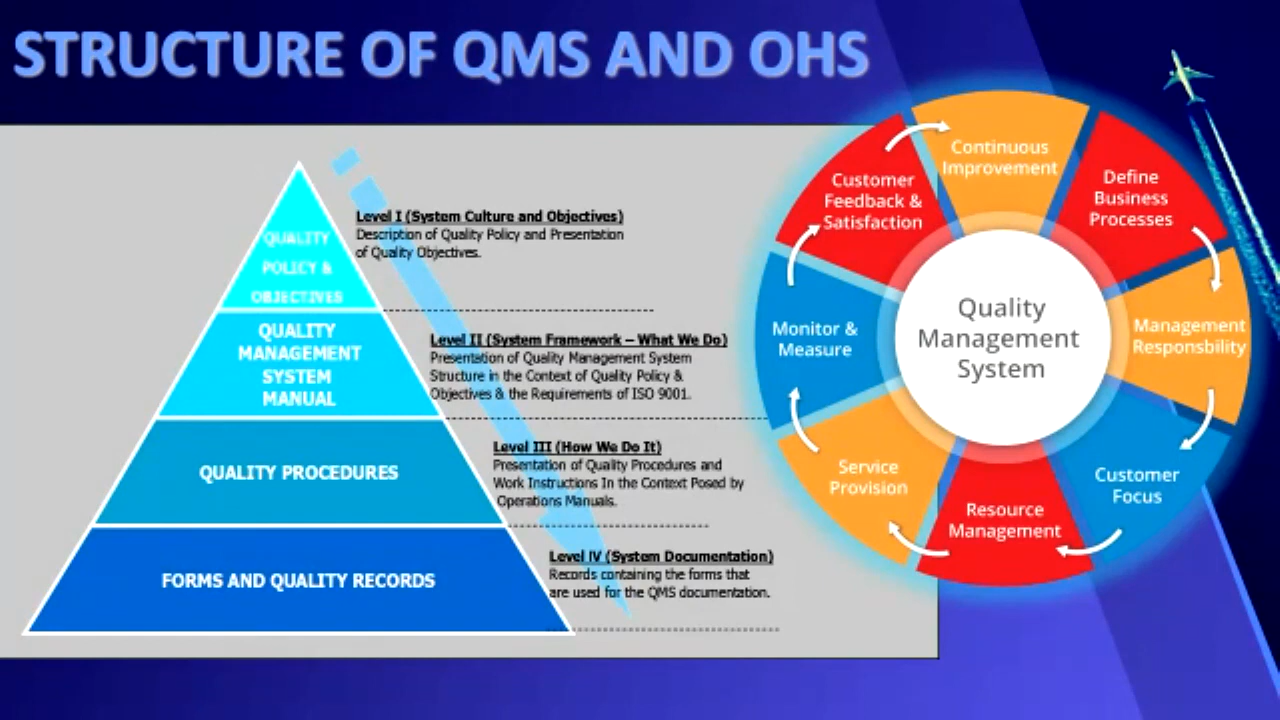 STRUCTURE OF QMS AND OHS
QUALITY
POLICY &
OBJECTIVES
QUALITY
MANAGEMENT
SYSTEM
MANUAL
QUALITY PROCEDURES
FORMS AND QUALITY RECORDS
Level I (System Culture and Objectives)
Description of Quality Policy and Presentation
of Quality Objectives.
Level II (System Framework – What We Do)
Presentation of Quality Management System
Structure in the Context of Quality Policy &
Objectives & the Requirements of ISO 9001.
Level III (How We Do It)
Presentation of Quality Procedures and
Work Instructions In the Context Posed by
Operations Manuals.
Level IV (System Documentation)
Records containing the forms that
are used for the QMS documentation.
Quality
Management
System
Continuous
Improvement
Define
Business
Processes
Management
Responsbility
Customer
Focus
Resource
Management
Service
Provision
Monitor &
Measure
Customer
Feedback &
Satisfaction